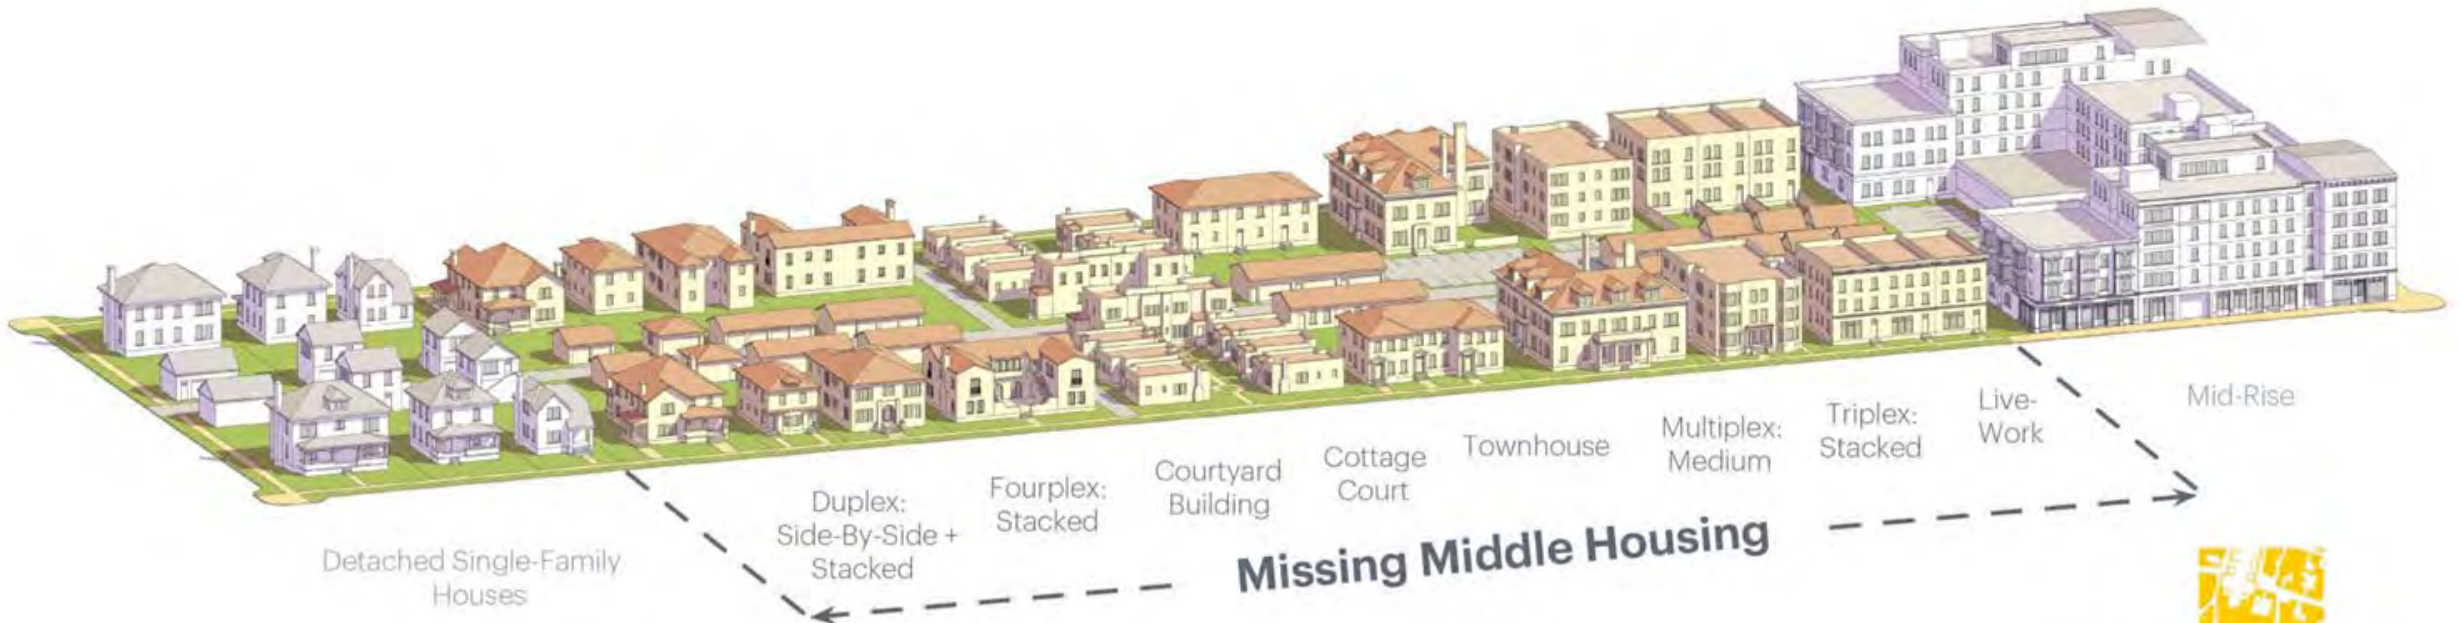 Detached Single-Family
Houses
Duplex:
Side-By-Side +
Stacked
Fourplex:
Stacked
Courtyard
Building
Cottage
Court
Townhouse
Multiplex:
Medium
Triplex:
Stacked
Live-
Work
Mid-Rise
Missing Middle Housing